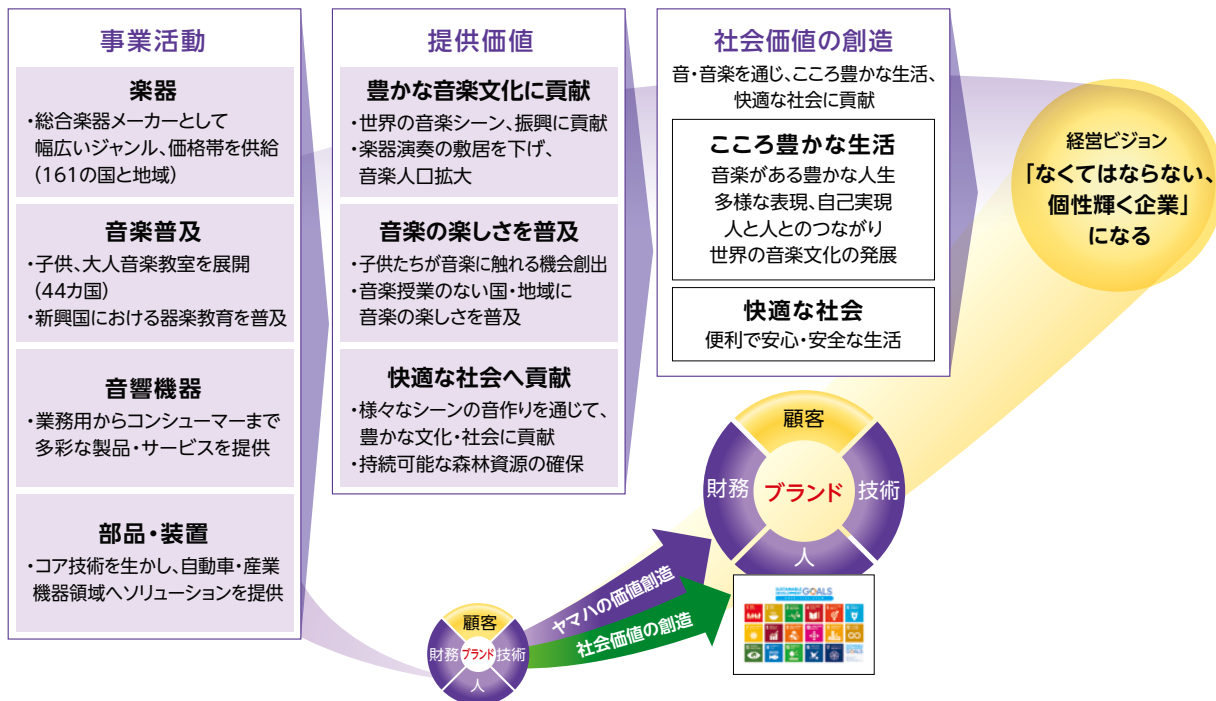 事業活動
楽器
・総合楽器メーカーとして
幅広いジャンル、価格帯を供給
(161の国と地域)
音楽普及
・子供、大人音楽教室を展開
(44カ国)
・新興国における器楽教育を普及
音響機器
・業務用からコンシューマーまで
多彩な製品・サービスを提供
部品・装置
・コア技術を生かし、自動車・産業
機器領域へソリューションを提供
提供価値
豊かな音楽文化に貢献
・世界の音楽シーン、振興に貢献
・楽器演奏の敷居を下げ、
音楽人口拡大
音楽の楽しさを普及
・子供たちが音楽に触れる機会創出
・音楽授業のない国・地域に
音楽の楽しさを普及
快適な社会へ貢献
・様々なシーンの音作りを通じて、
豊かな文化・社会に貢献
・持続可能な森林資源の確保
社会価値の創造
音・音楽を通じ、こころ豊かな生活、
快適な社会に貢献
こころ豊かな生活
音楽がある豊かな人生
多様な表現、自己実現
人と人とのつながり
世界の音楽文化の発展
快適な社会
便利で安心・安全な生活
経営ビジョン
「なくてはならない、
個性輝く企業」
になる
顧客
財務 ブランド 技術
人
ヤマハの価値創造
社会価値の創造
顧客
財務 ブランド 技術
人
SUSTAINABLE
DEVELOPMENT GOALS